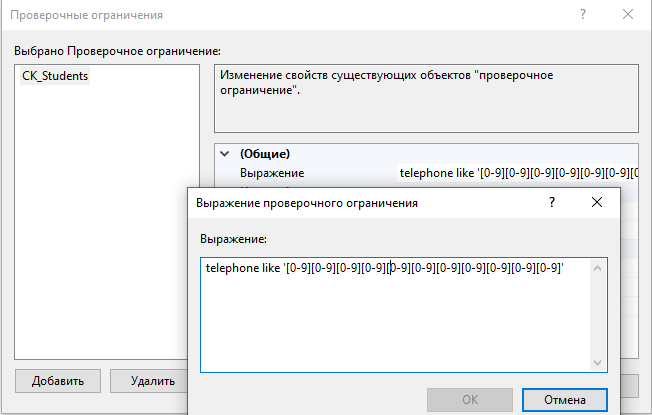 Проверочные ограничения
Выбрано Проверочное ограничение:
CK_Students
Изменение свойств существующих объектов "проверочное
ограничение".
(Общие)
Выражение telephone like '[0-9][0-9][0-9][0-9][0-9][0-9][0
Выражение проверочного ограничения
Выражение:
telephone like '[0-9][0-9][0-9][0-9][0-9][0-9][0-9][0-9][0-9][0-9][0-9]'
Добавить Удалить
ОК Отмена